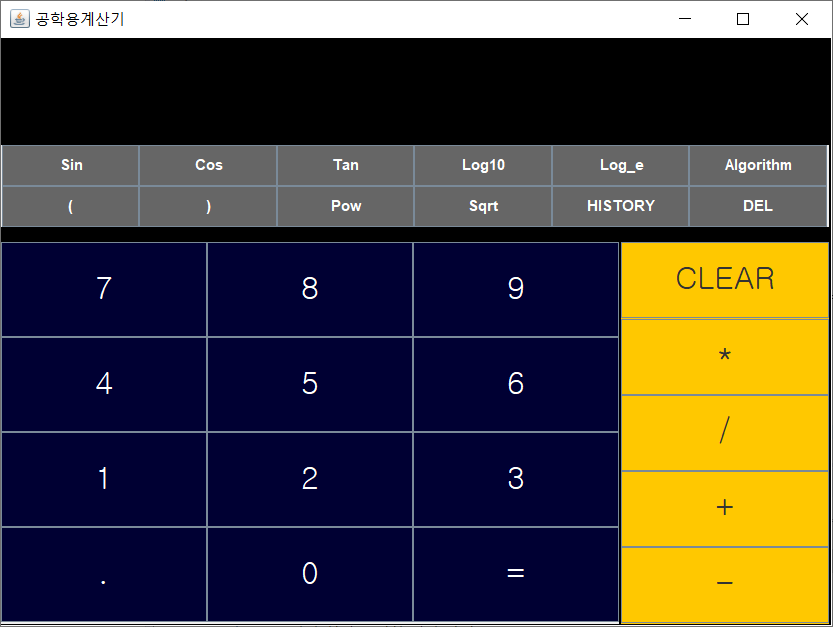 공학용계산기
Sin Cos Tan Log10 Log_e Algorithm
( ) Pow Sqrt HISTORY DEL
7 8 9 CLEAR
*
4 5 6
/
1 2 3
+
. 0 =
−